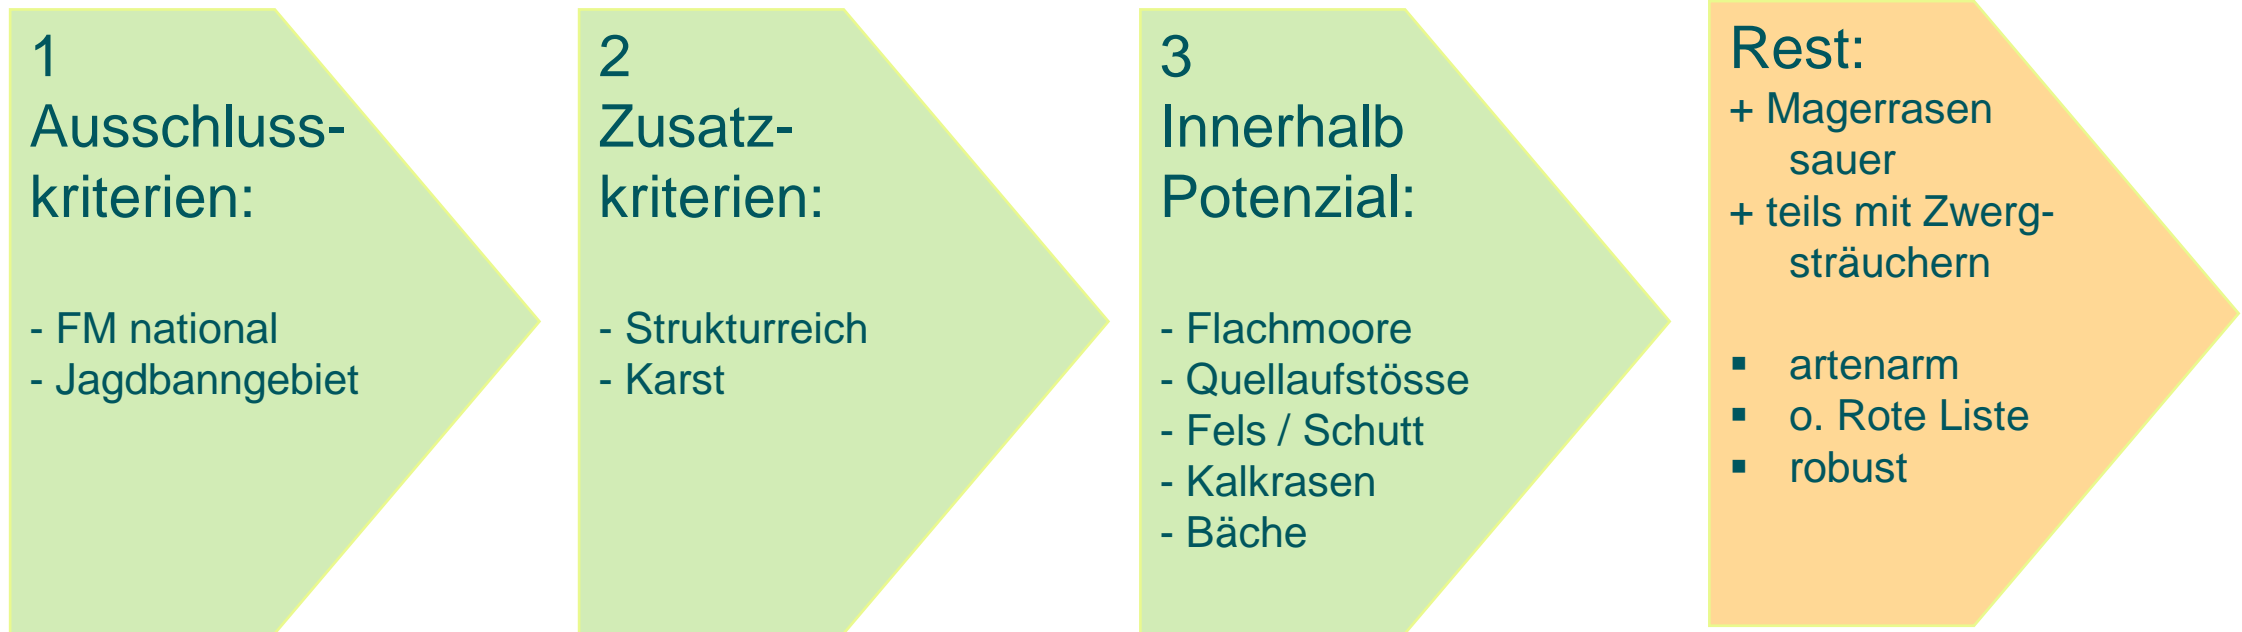 1
Ausschluss-
kriterien:
- FM national
- Jagdbanngebiet
2
Zusatz-
kriterien:
- Strukturreich
- Karst
3
Innerhalb
Potenzial:
- Flachmoore
- Quellaufstösse
- Fels / Schutt
- Kalkrasen
- Bäche
Rest:
+ Magerrasen
sauer
+ teils mit Zwerg-
sträuchern
▪ artenarm
▪ o. Rote Liste
▪ robust